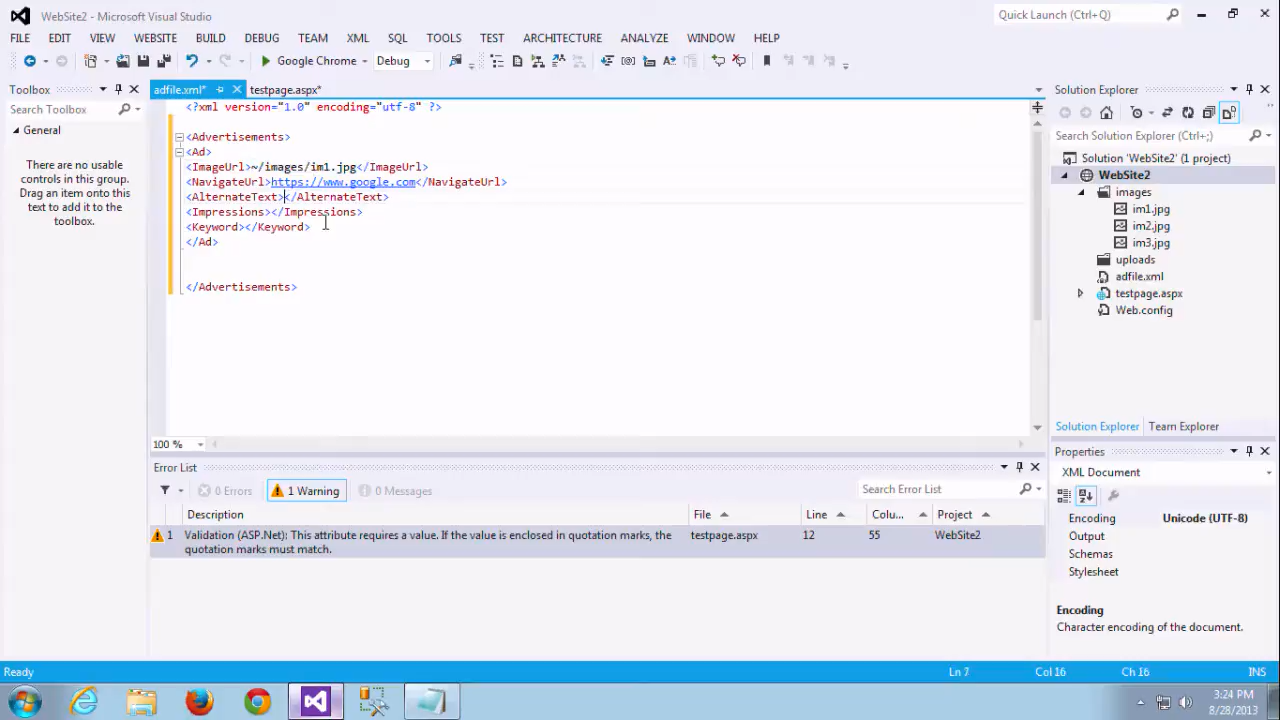 WebSite2 - Microsoft Visual Studio
Quick Launch (Ctrl+Q)
FILE EDIT VIEW WEBSITE BUILD DEBUG TEAM XML SQL TOOLS TEST ARCHITECTURE ANALYZE WINDOW HELP
Google Chrome Debug
Toolbox
adfile.xml* testpage.aspx*
Solution Explorer
Search Toolbox
General
There are no usable
controls in this group.
Drag an item onto this
text to add it to the
toolbox.
<?xml version="1.0" encoding="utf-8" ?>
<Advertisements>
<Ad>
<ImageUrl>~/images/im1.jpg</ImageUrl>
<NavigateUrl>https://www.google.com</NavigateUrl>
<AlternateText></AlternateText>
<Impressions></Impressions>
<Keyword></Keyword>
</Ad>
</Advertisements>
100 %
Search Solution Explorer (Ctrl+;)
Solution 'WebSite2' (1 project)
WebSite2
images
im1.jpg
im2.jpg
im3.jpg
uploads
adfile.xml
testpage.aspx
Web.config
Solution Explorer Team Explorer
Error List
0 Errors 1 Warning 0 Messages
Search Error List
Description File Line Colu... Project
1 Validation (ASP.Net): This attribute requires a value. If the value is enclosed in quotation marks, the testpage.aspx 12 55 WebSite2
quotation marks must match.
Properties
XML Document
Encoding Unicode (UTF-8)
Output
Schemas
Stylesheet
Encoding
Character encoding of the document.
Ready Ln 7 Col 16 Ch 16 INS
3:24 PM
8/28/2013